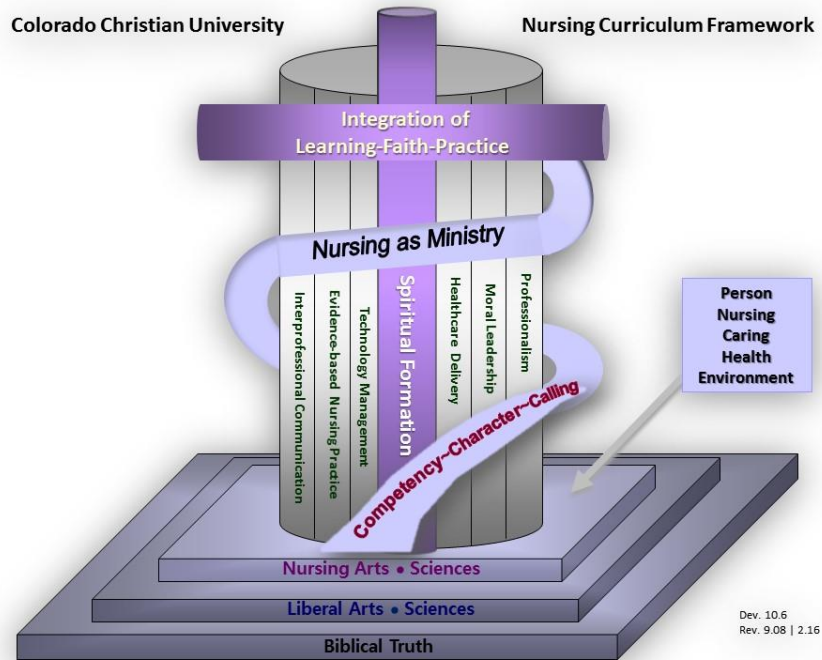 Colorado Christian University
Nursing Curriculum Framework
Integration of
Learning-Faith-Practice
Nursing as Ministry
Interprofessional Communication
Evidence-based Nursing Practice
Technology Management
Spiritual Formation
Healthcare Delivery
Moral Leadership
Professionalism
Competency~Character~Calling
Person
Nursing
Caring
Health
Environment
Nursing Arts • Sciences
Liberal Arts • Sciences
Biblical Truth
Dev. 10.6
Rev. 9.08 | 2.16